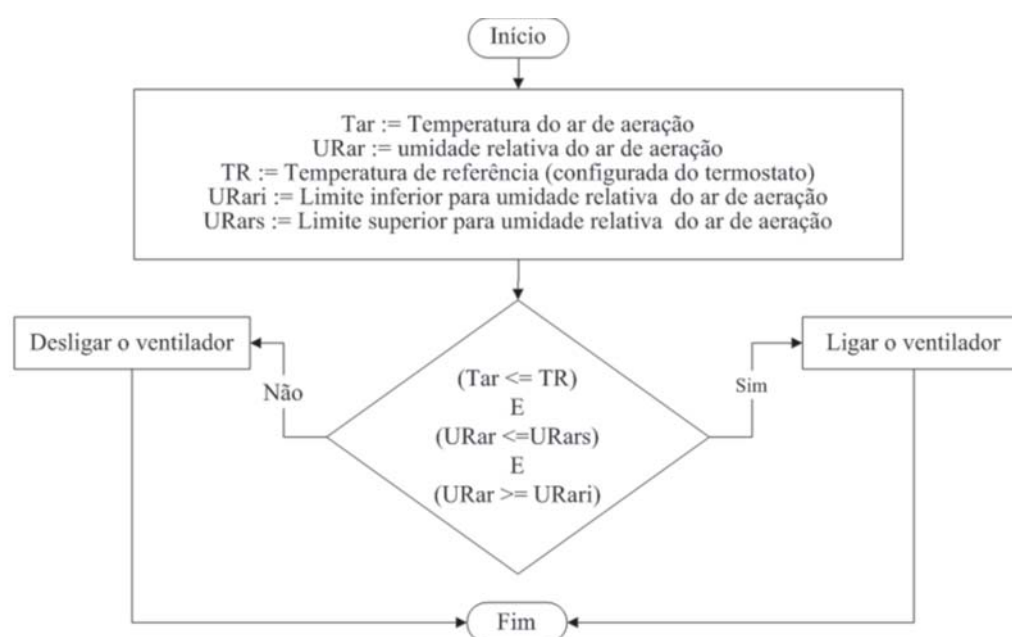 Início
Tar := Temperatura do ar de aeração
URar := umidade relativa do ar de aeração
TR := Temperatura de referência (configurada do termostato)
URari := Limite inferior para umidade relativa do ar de aeração
URars := Limite superior para umidade relativa do ar de aeração
Desligar o ventilador
Ligar o ventilador
Não
(Tar <= TR)
E
(URar <=URars)
E
(URar >= URari)
Sim
Fim